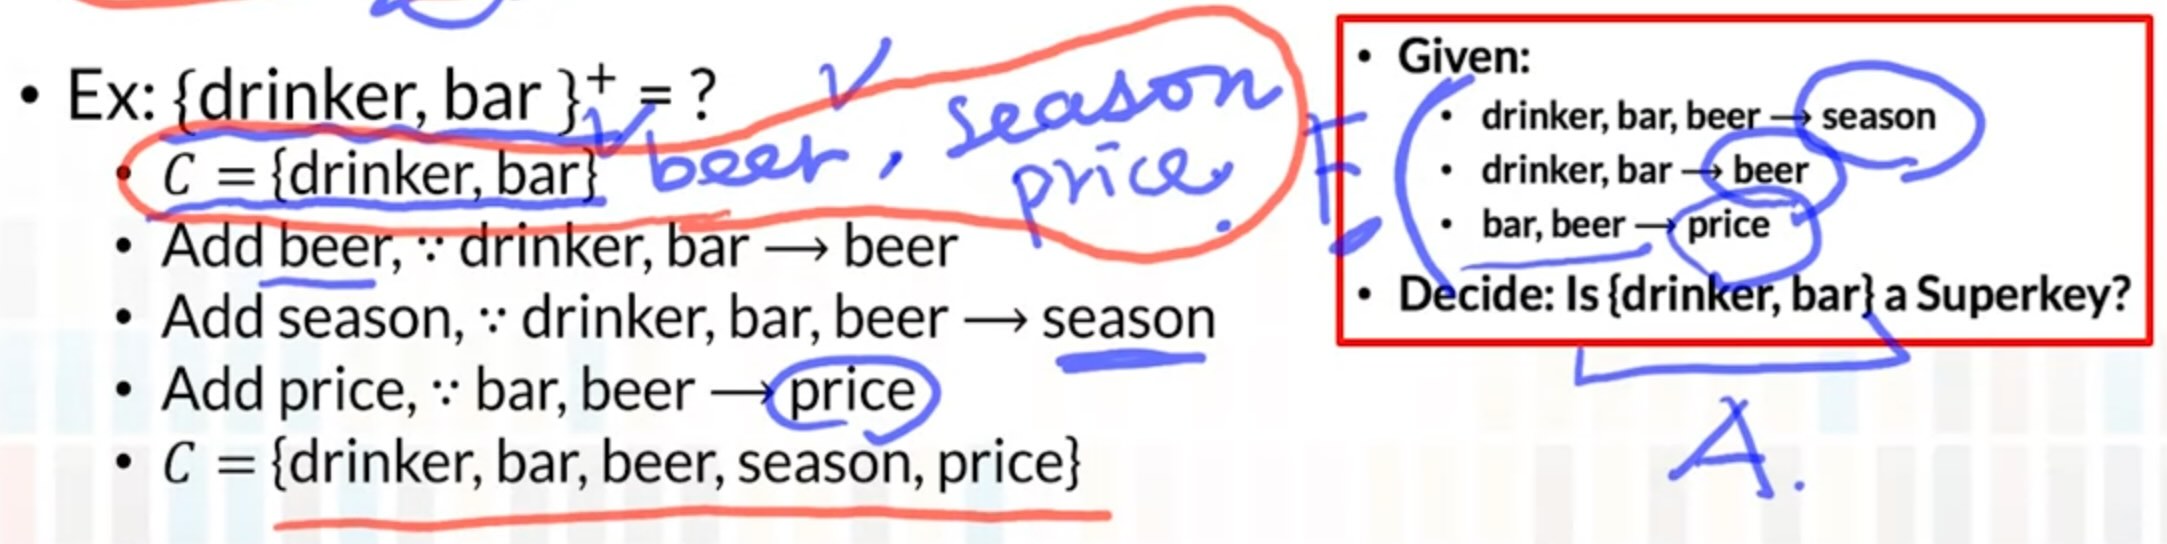 • Ex: {drinker, bar }⁺ = ?
• C = {drinker, bar} beer, season
price.
• Add beer, ∵ drinker, bar ⟶ beer
• Add season, ∵ drinker, bar, beer ⟶ season
• Add price, ∵ bar, beer ⟶ price
• C = {drinker, bar, beer, season, price}
• Given:
• drinker, bar, beer ⟶ season
• drinker, bar ⟶ beer
• bar, beer ⟶ price
F.
• Decide: Is {drinker, bar} a Superkey?
A.